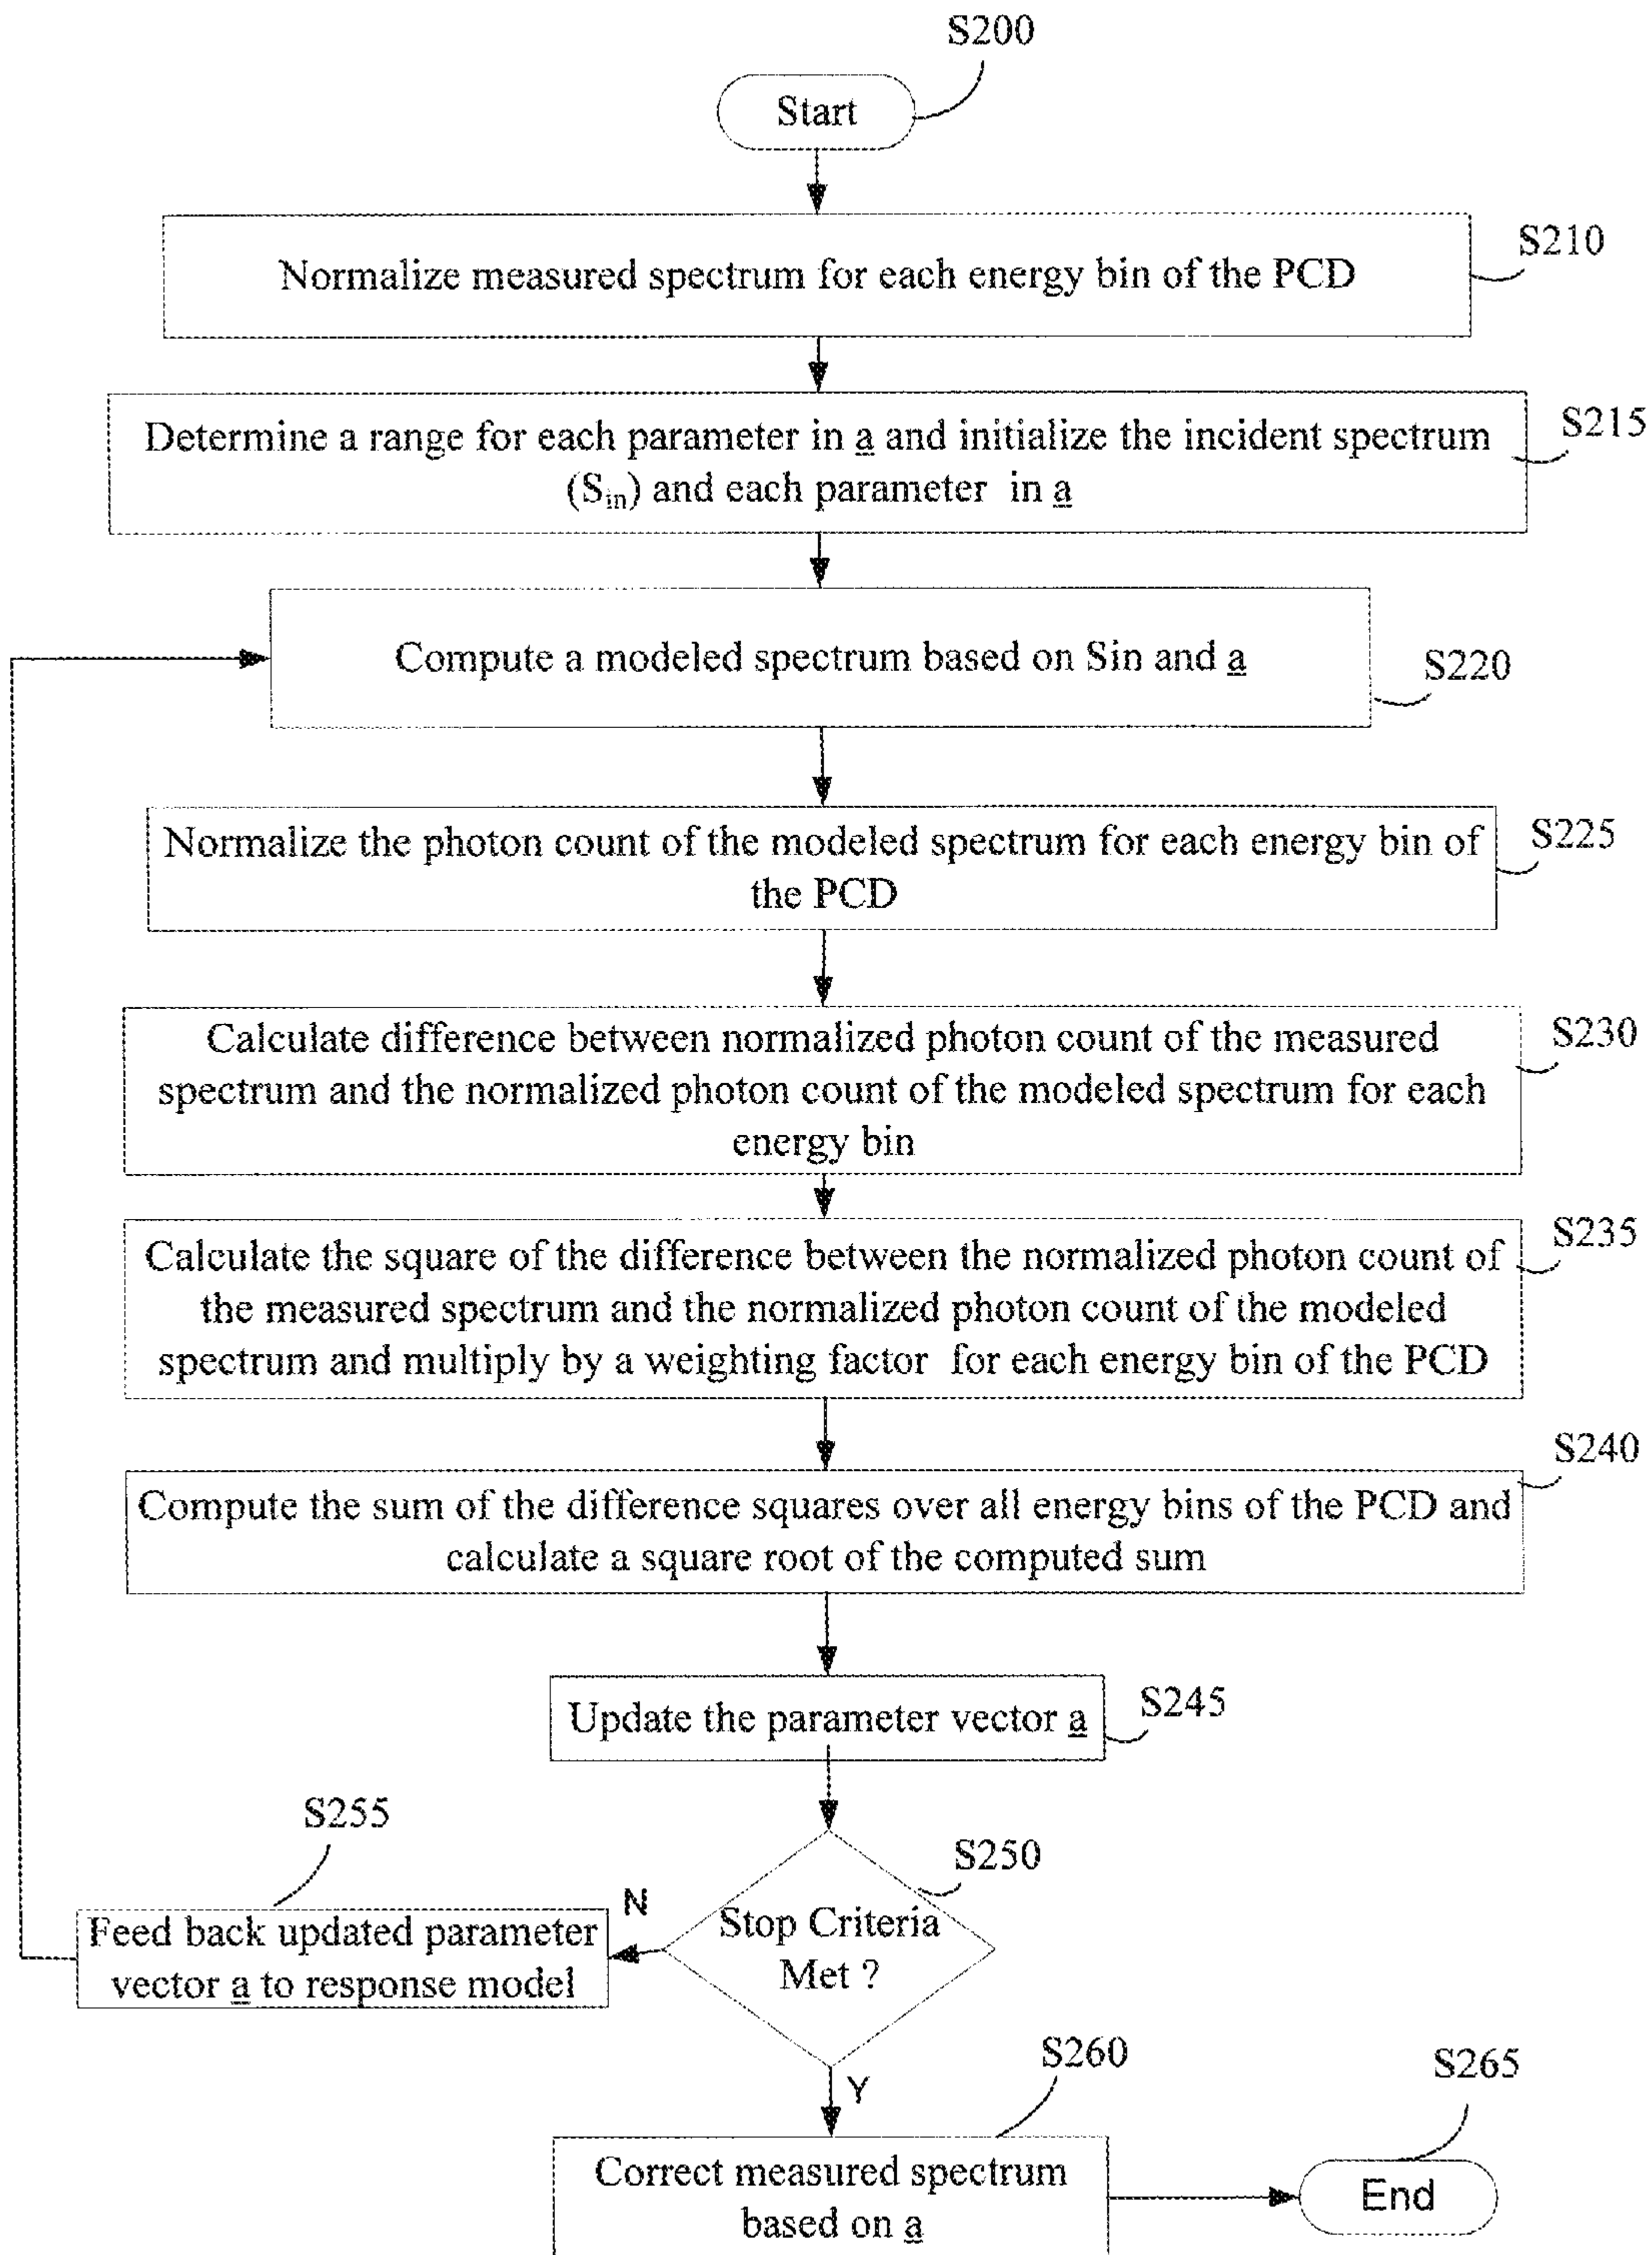 S200
Start
S210
Normalize measured spectrum for each energy bin of the PCD
S215
Determine a range for each parameter in a and initialize the incident spectrum
(Sin) and each parameter in a
Compute a modeled spectrum based on Sin and a
S220
Normalize the photon count of the modeled spectrum for each energy bin of
the PCD
S225
S230
Calculate difference between normalized photon count of the measured
spectrum and the normalized photon count of the modeled spectrum for each
energy bin
S235
Calculate the square of the difference between the normalized photon count of
the measured spectrum and the normalized photon count of the modeled
spectrum and multiply by a weighting factor for each energy bin of the PCD
S240
Compute the sum of the difference squares over all energy bins of the PCD and
calculate a square root of the computed sum
S245
Update the parameter vector a
S255
S250
N
Feed back updated parameter
vector a to response model
Stop Criteria
Met ?
Y
S260
S265
Correct measured spectrum
based on a
End